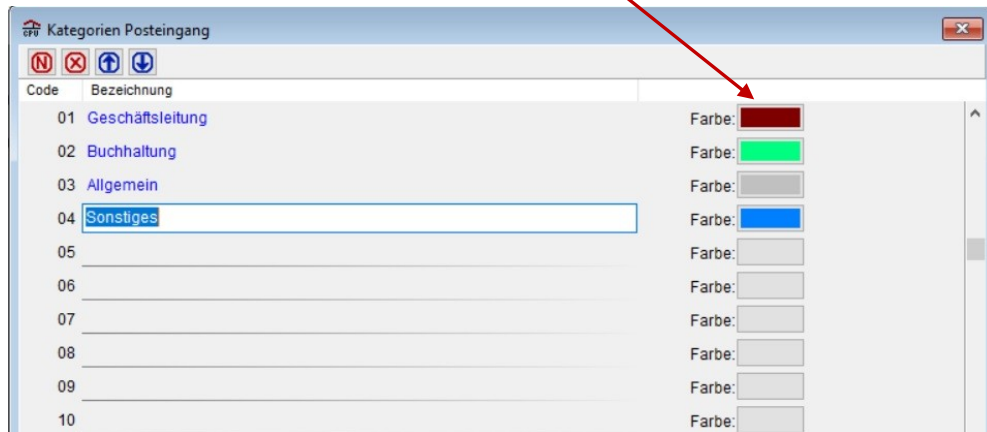 Kategorien Posteingang
Code Bezeichnung
01 Geschäftsleitung Farbe:
02 Buchhaltung Farbe:
03 Allgemein Farbe:
04 Sonstiges Farbe:
05 Farbe:
06 Farbe:
07 Farbe:
08 Farbe:
09 Farbe:
10 Farbe: